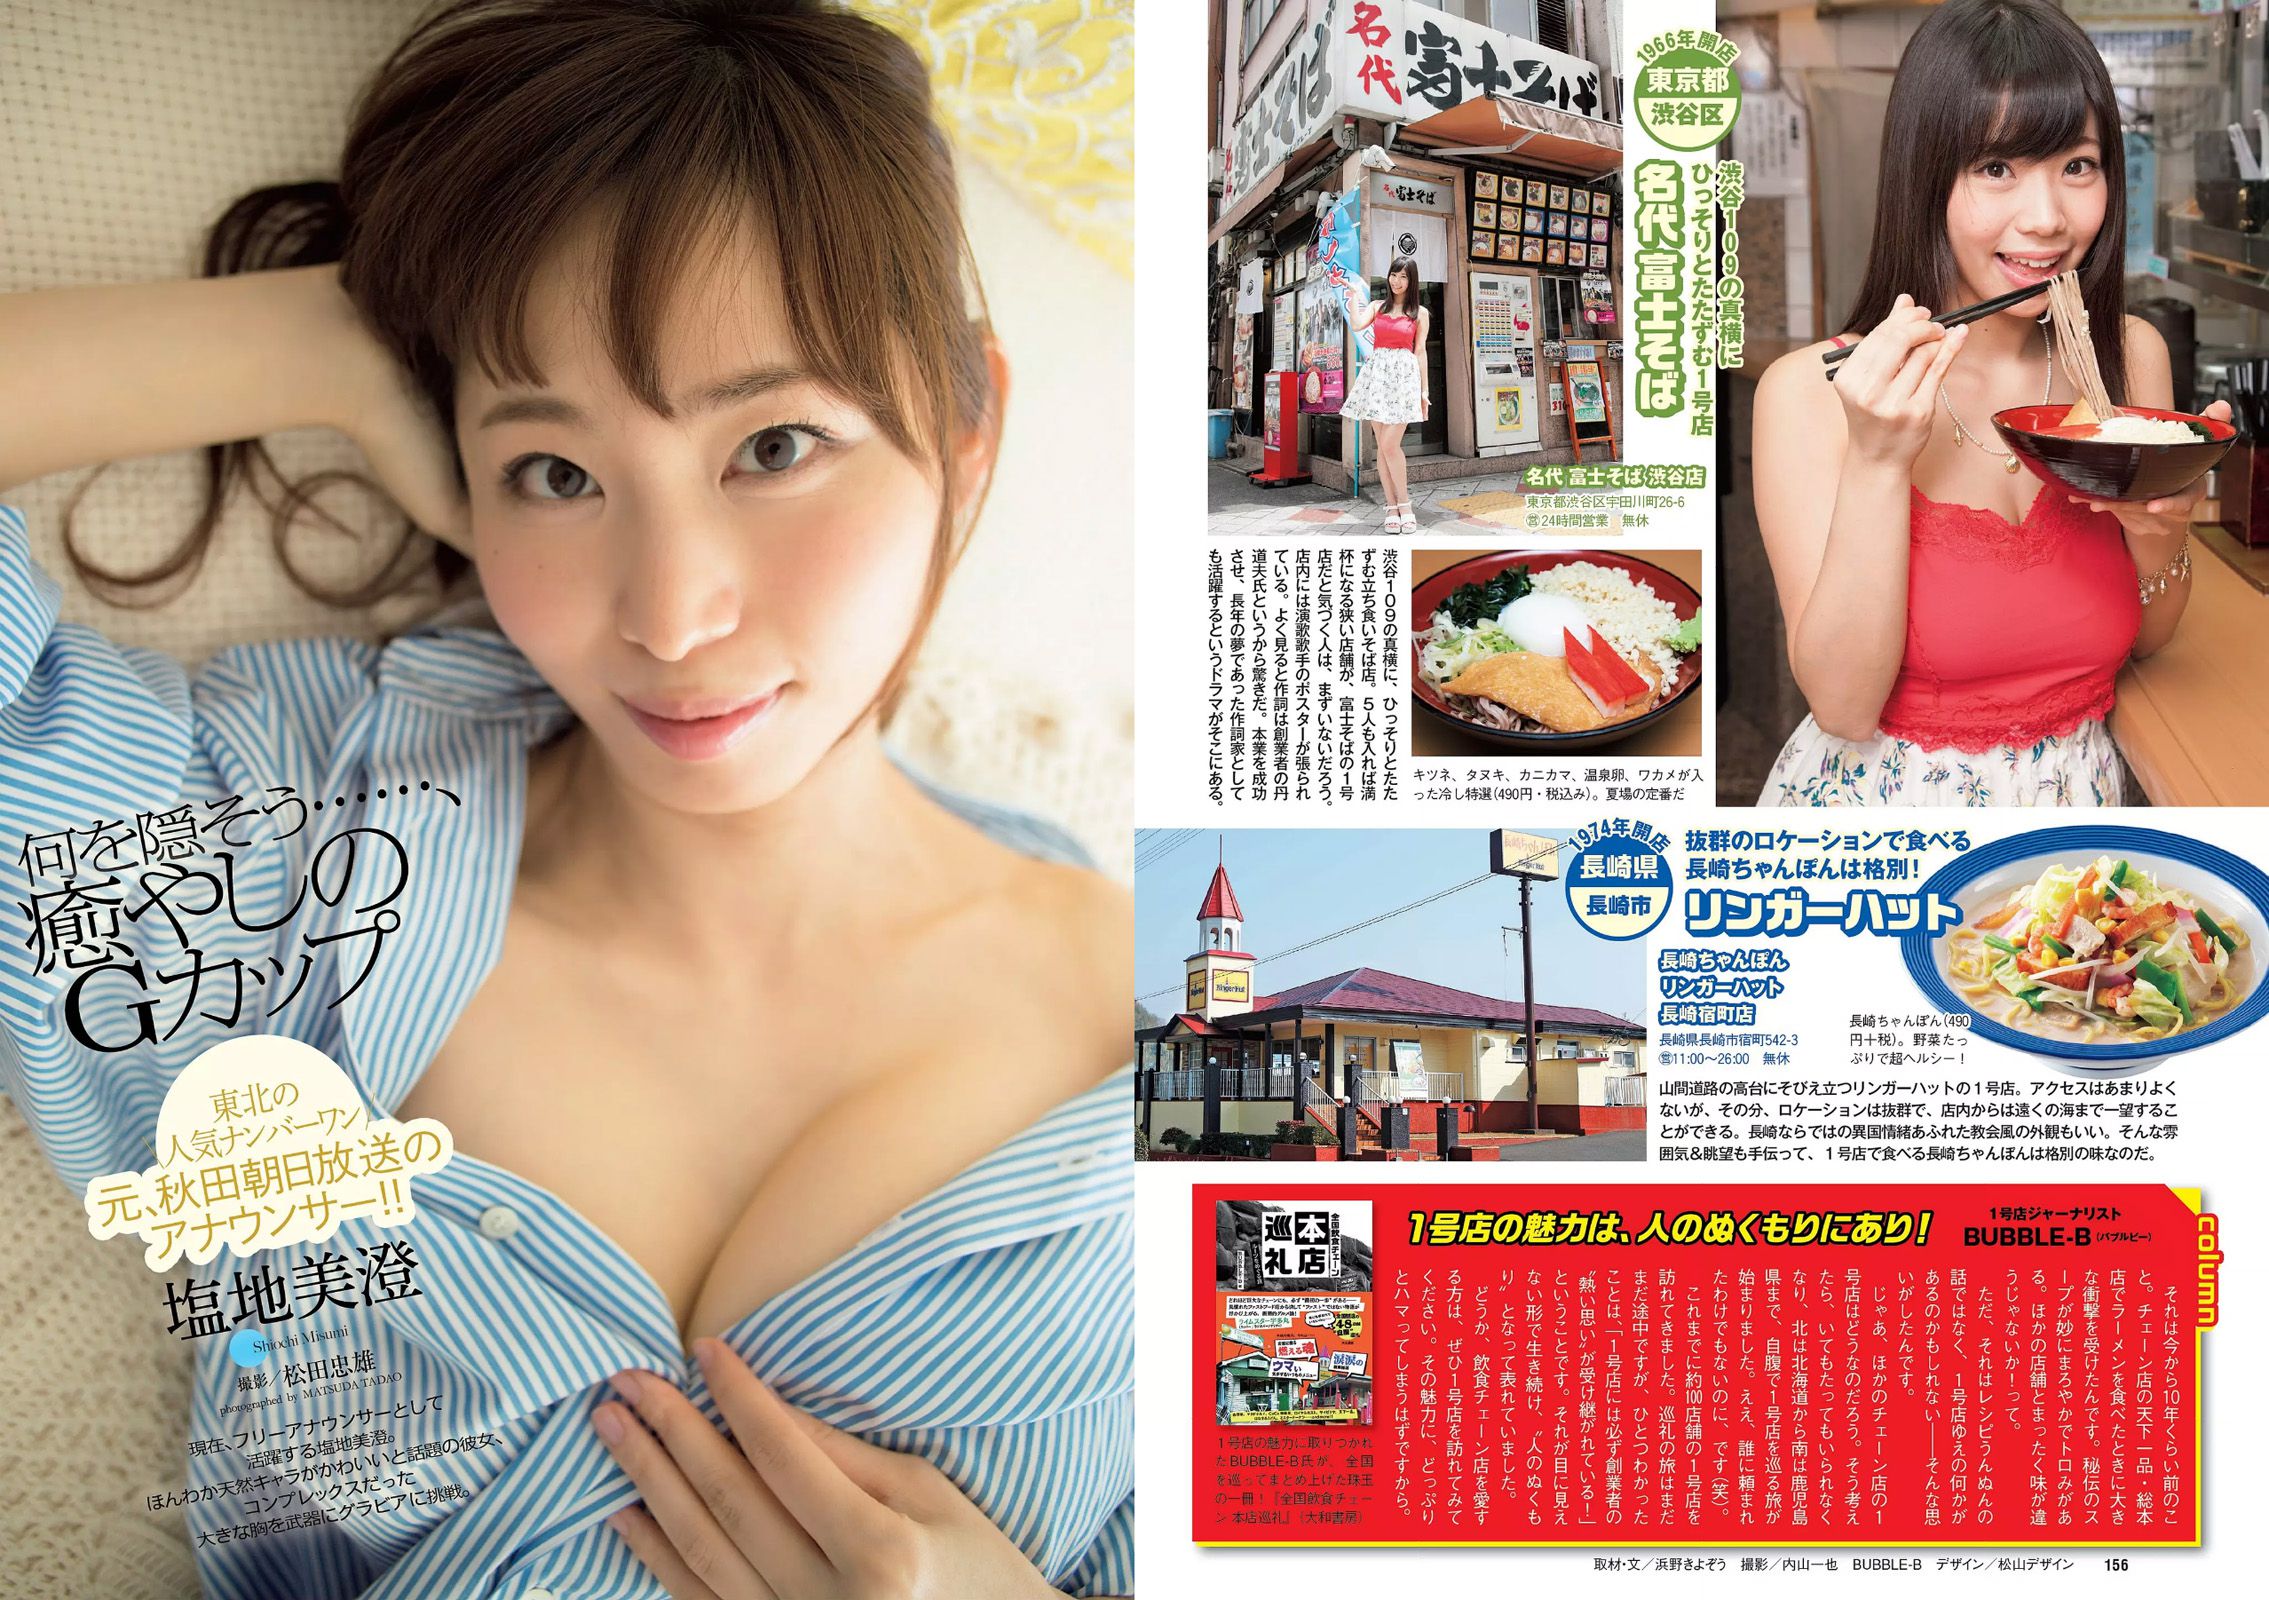 何を隠そう……、
癒やしの
Gカップ
東北の
人気ナンバーワン
元、秋田朝日放送の
アナウンサー!!
塩地美澄
Shiochi Misumi
撮影／松田忠雄
photographed by MATSUDA TADAO
現在、フリーアナウンサーとして
活躍する塩地美澄。
ほんわか天然キャラがかわいいと話題の彼女、
コンプレックスだった
大きな胸を武器にグラビアに挑戦。
名代 富士そば
名代 富士そば
1966年開店
東京都
渋谷区
渋谷109の真横に
ひっそりとたたずむ1号店
名代 富士そば
名代 富士そば 渋谷店
東京都渋谷区宇田川町26-6
営24時間営業　無休
渋谷109の真横に、ひっそりとたた
ずむ立ち食いそば店。5人も入れば満
杯になる狭い店舗が、富士そばの1号
店だと気づく人は、まずいないだろう。
店内には演歌歌手のポスターが張られ
ている。よく見ると作詞は創業者の丹
道夫氏というから驚きだ。本業を成功
させ、長年の夢であった作詞家として
も活躍するというドラマがそこにある。
キツネ、タヌキ、カニカマ、温泉卵、ワカメが入
った冷し特選(490円・税込み)。夏場の定番だ
長崎ちゃんぽん
RingerHut
RingerHut
1974年開店
長崎県
長崎市
抜群のロケーションで食べる
長崎ちゃんぽんは格別！
リンガーハット
長崎ちゃんぽん
リンガーハット
長崎宿町店
長崎県長崎市宿町542-3
営11:00〜26:00　無休
長崎ちゃんぽん(490
円＋税)。野菜たっ
ぷりで超ヘルシー！
山間道路の高台にそびえ立つリンガーハットの1号店。アクセスはあまりよく
ないが、その分、ロケーションは抜群で、店内からは遠くの海まで一望するこ
とができる。長崎ならではの異国情緒あふれた教会風の外観もいい。そんな雰
囲気＆眺望も手伝って、1号店で食べる長崎ちゃんぽんは格別の味なのだ。
column
1号店の魅力は、人のぬくもりにあり！
1号店ジャーナリスト
BUBBLE-B(バブルビー)
それは今から10年くらい前のこ
と。チェーン店の天下一品・総本
店でラーメンを食べたときに大き
な衝撃を受けたんです。秘伝のス
ープが妙にまろやかでトロみがあ
る。ほかの店舗とまったく味が違
うじゃないか！って。
ただ、それはレシピうんぬんの
話ではなく、1号店ゆえの何かが
あるのかもしれない――そんな思
いがしたんです。
じゃあ、ほかのチェーン店の1
号店はどうなのだろう。そう考え
たら、いてもたってもいられなく
なり、北は北海道から南は鹿児島
県まで、自腹で1号店を巡る旅が
始まりました。ええ、誰に頼まれ
たわけでもないのに、です(笑)。
これまでに約100店舗の1号店を
訪れてきました。巡礼の旅はまだ
まだ途中ですが、ひとつわかった
ことは、「1号店には必ず創業者の
〝熱い思い〟が受け継がれている！」
ということです。それが目に見え
ない形で生き続け、〝人のぬくも
り〟となって表れていました。
どうか、飲食チェーン店を愛す
る方は、ぜひ1号店を訪れてみて
ください。その魅力に、どっぷり
とハマってしまうはずですから。
全国飲食チェーン
本店
巡礼
ライムスター宇多丸
燃える魂
ウマい
涙涙の
1号店の魅力に取りつかれ
たBUBBLE-B氏が、全国
を巡ってまとめ上げた珠玉
の一冊！『全国飲食チェー
ン 本店巡礼』(大和書房)
取材・文／浜野きよぞう　撮影／内山一也　BUBBLE-B　デザイン／松山デザイン
156